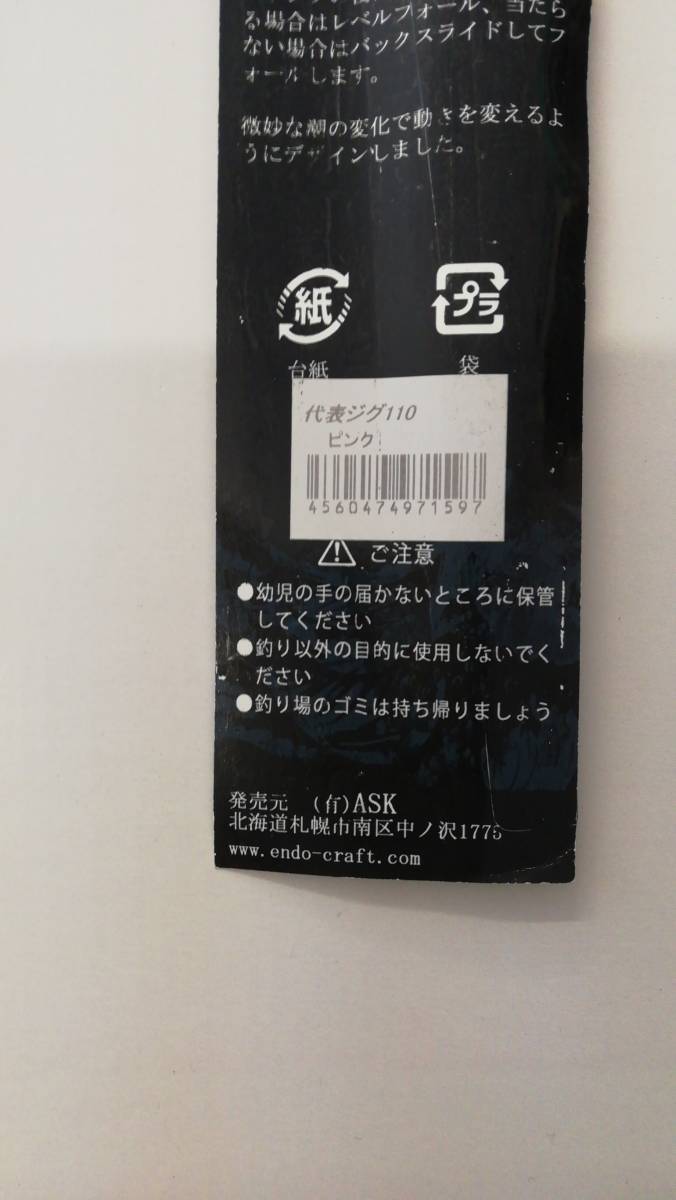 る場合はレベルフォール、当たら
ない場合はバックスライドしてフ
ォールします。
微妙な潮の変化で動きを変えるよ
うにデザインしました。
紙
プラ
台紙
袋
代表ジグ110
ピンク
4560474971597
ご注意
●幼児の手の届かないところに保管
してください
●釣り以外の目的に使用しないでく
ださい
●釣り場のゴミは持ち帰りましょう
発売元 (有)ASK
北海道札幌市南区中ノ沢1775
www.endo-craft.com